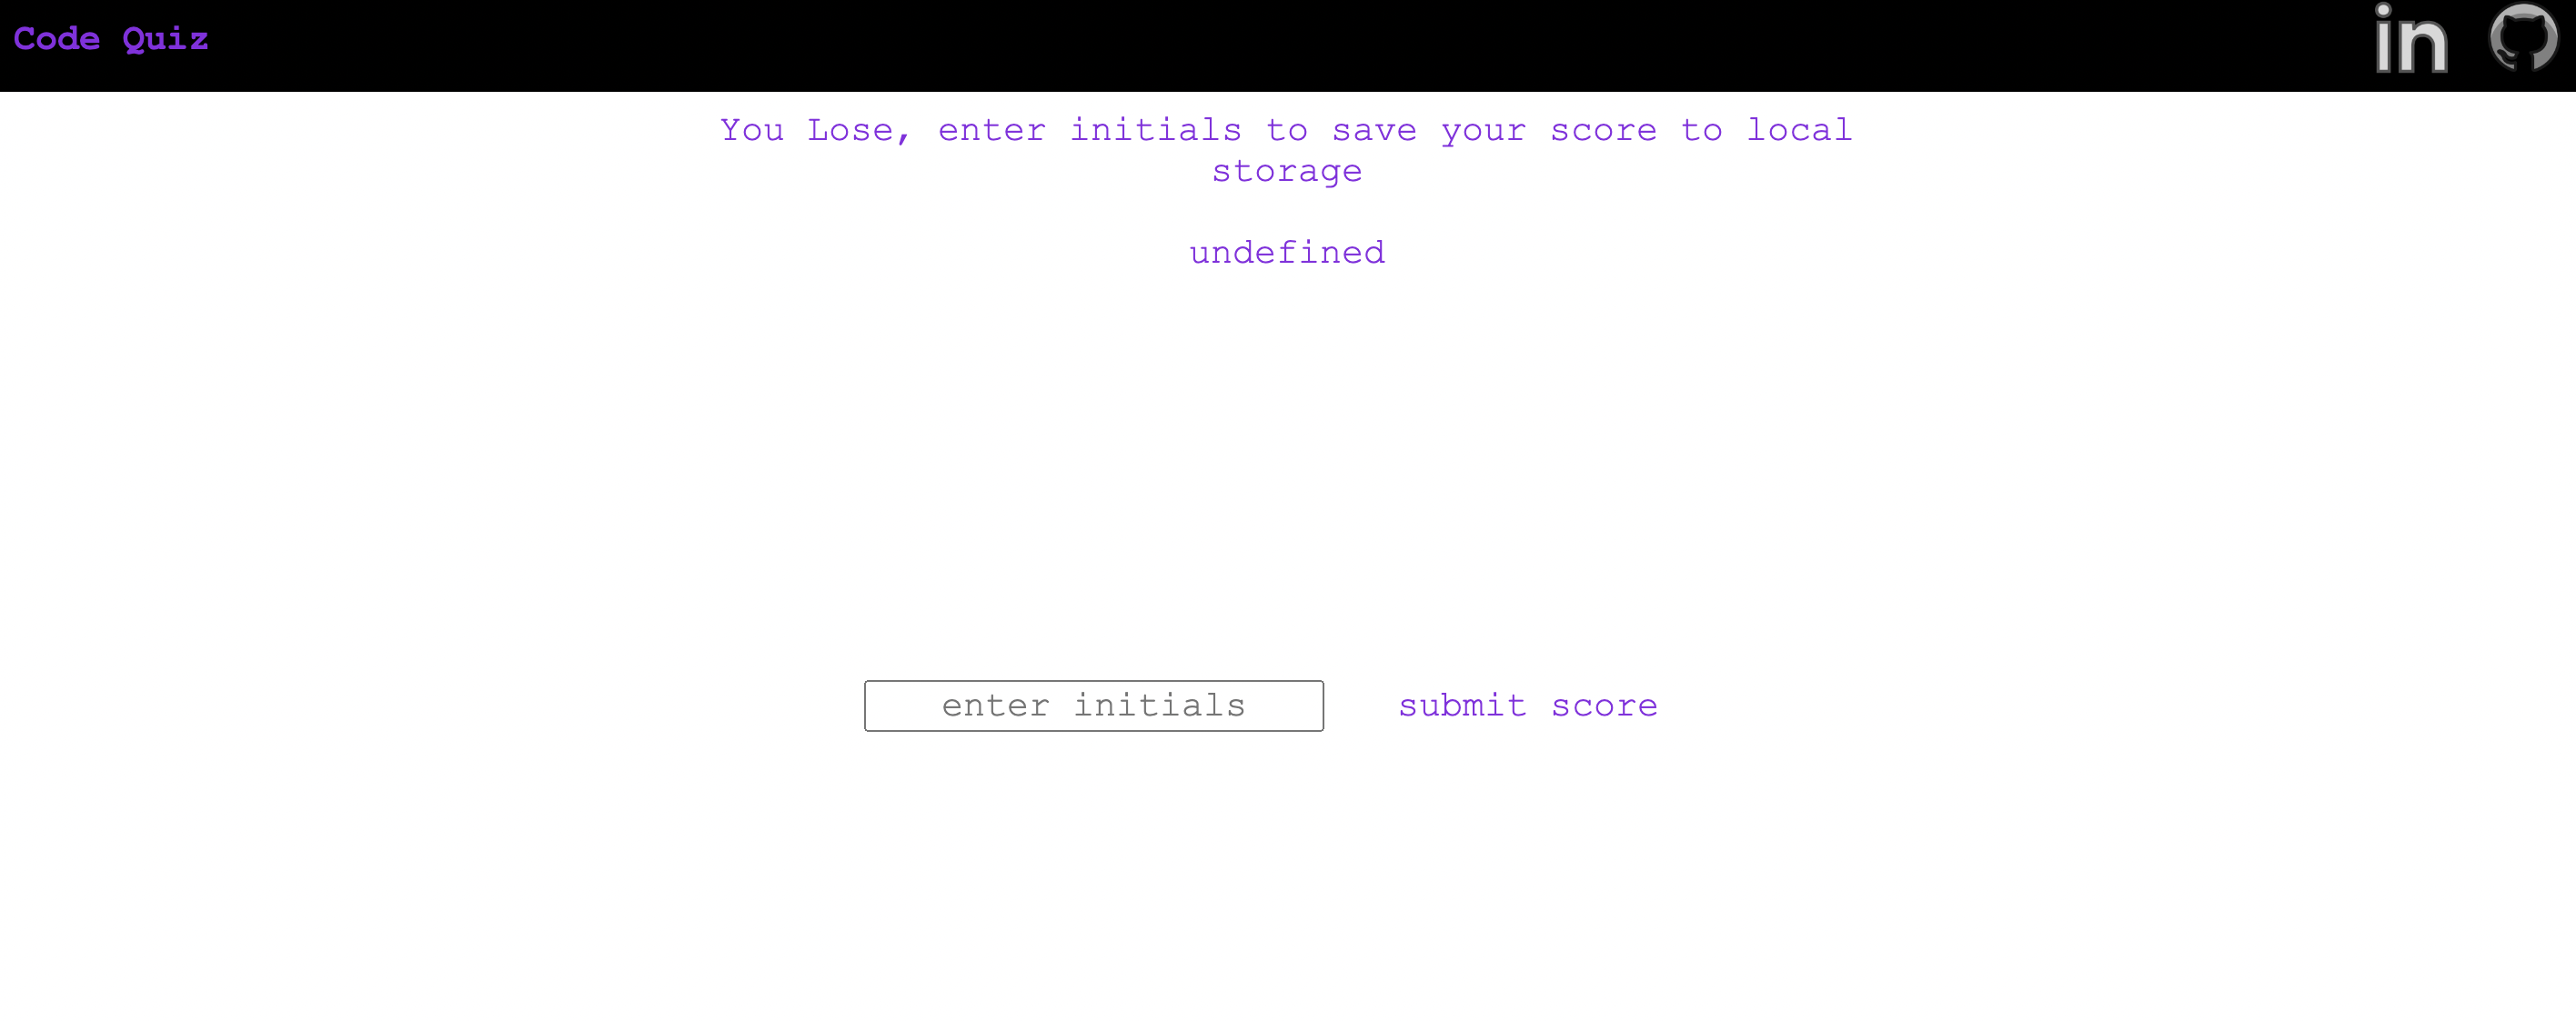 Code Quiz
in
You Lose, enter initials to save your score to local
storage
undefined
enter initials
submit score